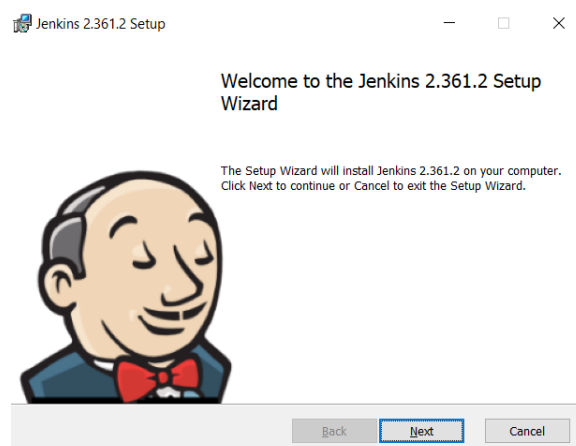 Jenkins 2.361.2 Setup
Welcome to the Jenkins 2.361.2 Setup
Wizard
The Setup Wizard will install Jenkins 2.361.2 on your computer.
Click Next to continue or Cancel to exit the Setup Wizard.
Back Next Cancel